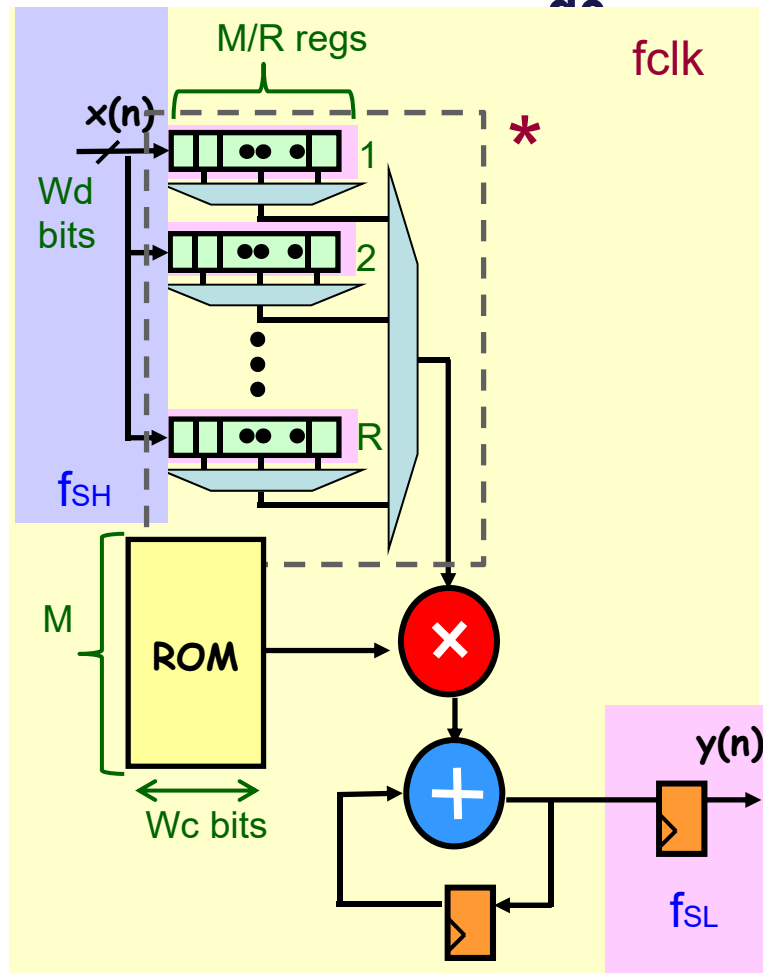 M/R regs
fclk
x(n)
*
1
Wd
bits
2
R
fSH
M
ROM
×
+
y(n)
Wc bits
fSL